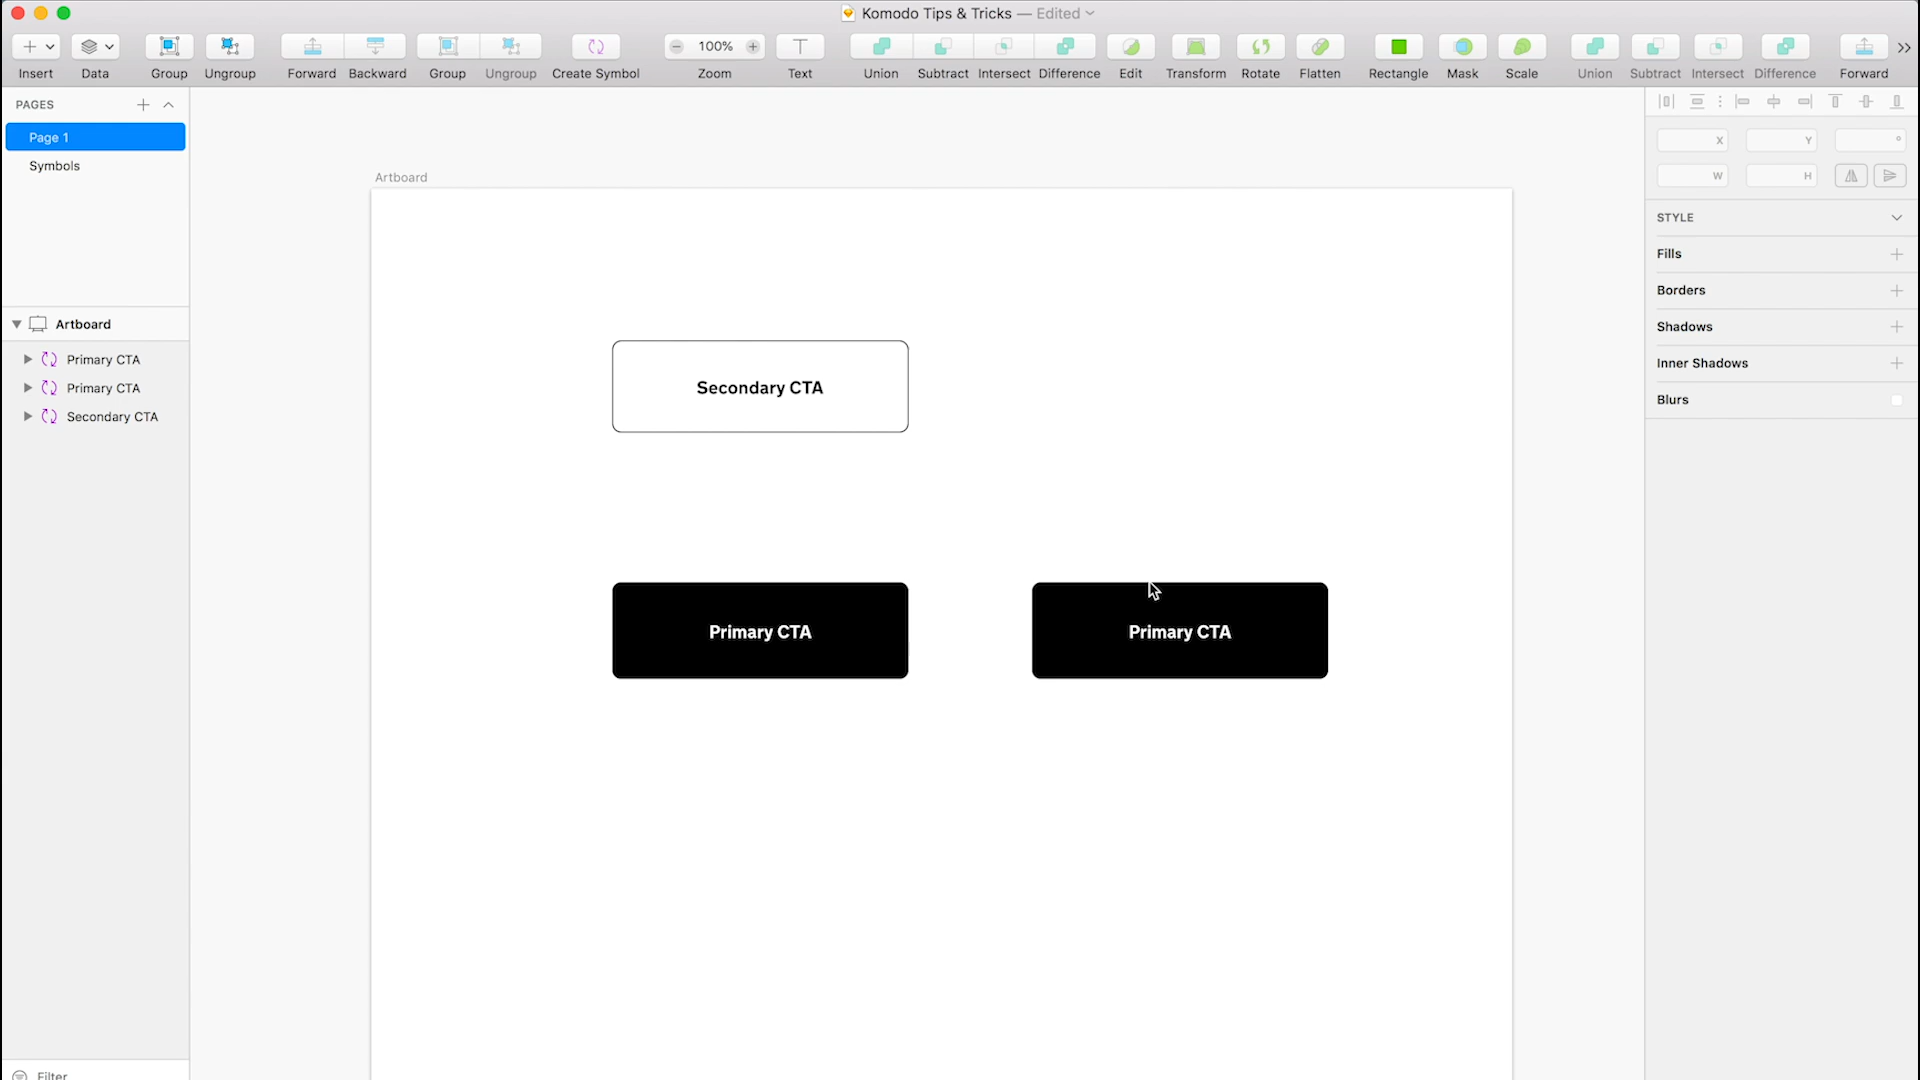 Komodo Tips & Tricks — Edited
100%
Insert Data Group Ungroup Forward Backward Group Ungroup Create Symbol Zoom Text Union Subtract Intersect Difference Edit Transform Rotate Flatten Rectangle Mask Scale Union Subtract Intersect Difference Forward
PAGES
Page 1
Symbols
Artboard
Primary CTA
Primary CTA
Secondary CTA
Filter
Artboard
Secondary CTA
Primary CTA
Primary CTA
X Y °
W H
STYLE
Fills
Borders
Shadows
Inner Shadows
Blurs